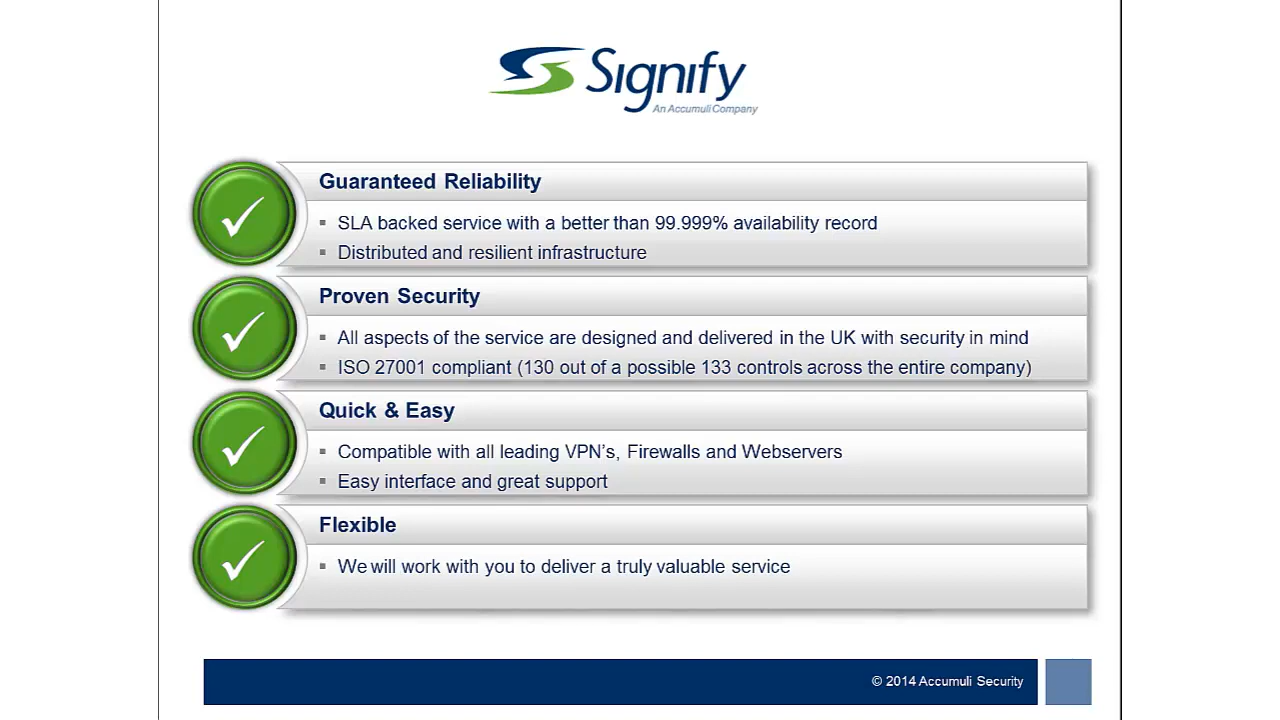 Signify
An Accumuli Company
Guaranteed Reliability
▪ SLA backed service with a better than 99.999% availability record
▪ Distributed and resilient infrastructure
Proven Security
▪ All aspects of the service are designed and delivered in the UK with security in mind
▪ ISO 27001 compliant (130 out of a possible 133 controls across the entire company)
Quick & Easy
▪ Compatible with all leading VPN’s, Firewalls and Webservers
▪ Easy interface and great support
Flexible
▪ We will work with you to deliver a truly valuable service
© 2014 Accumuli Security